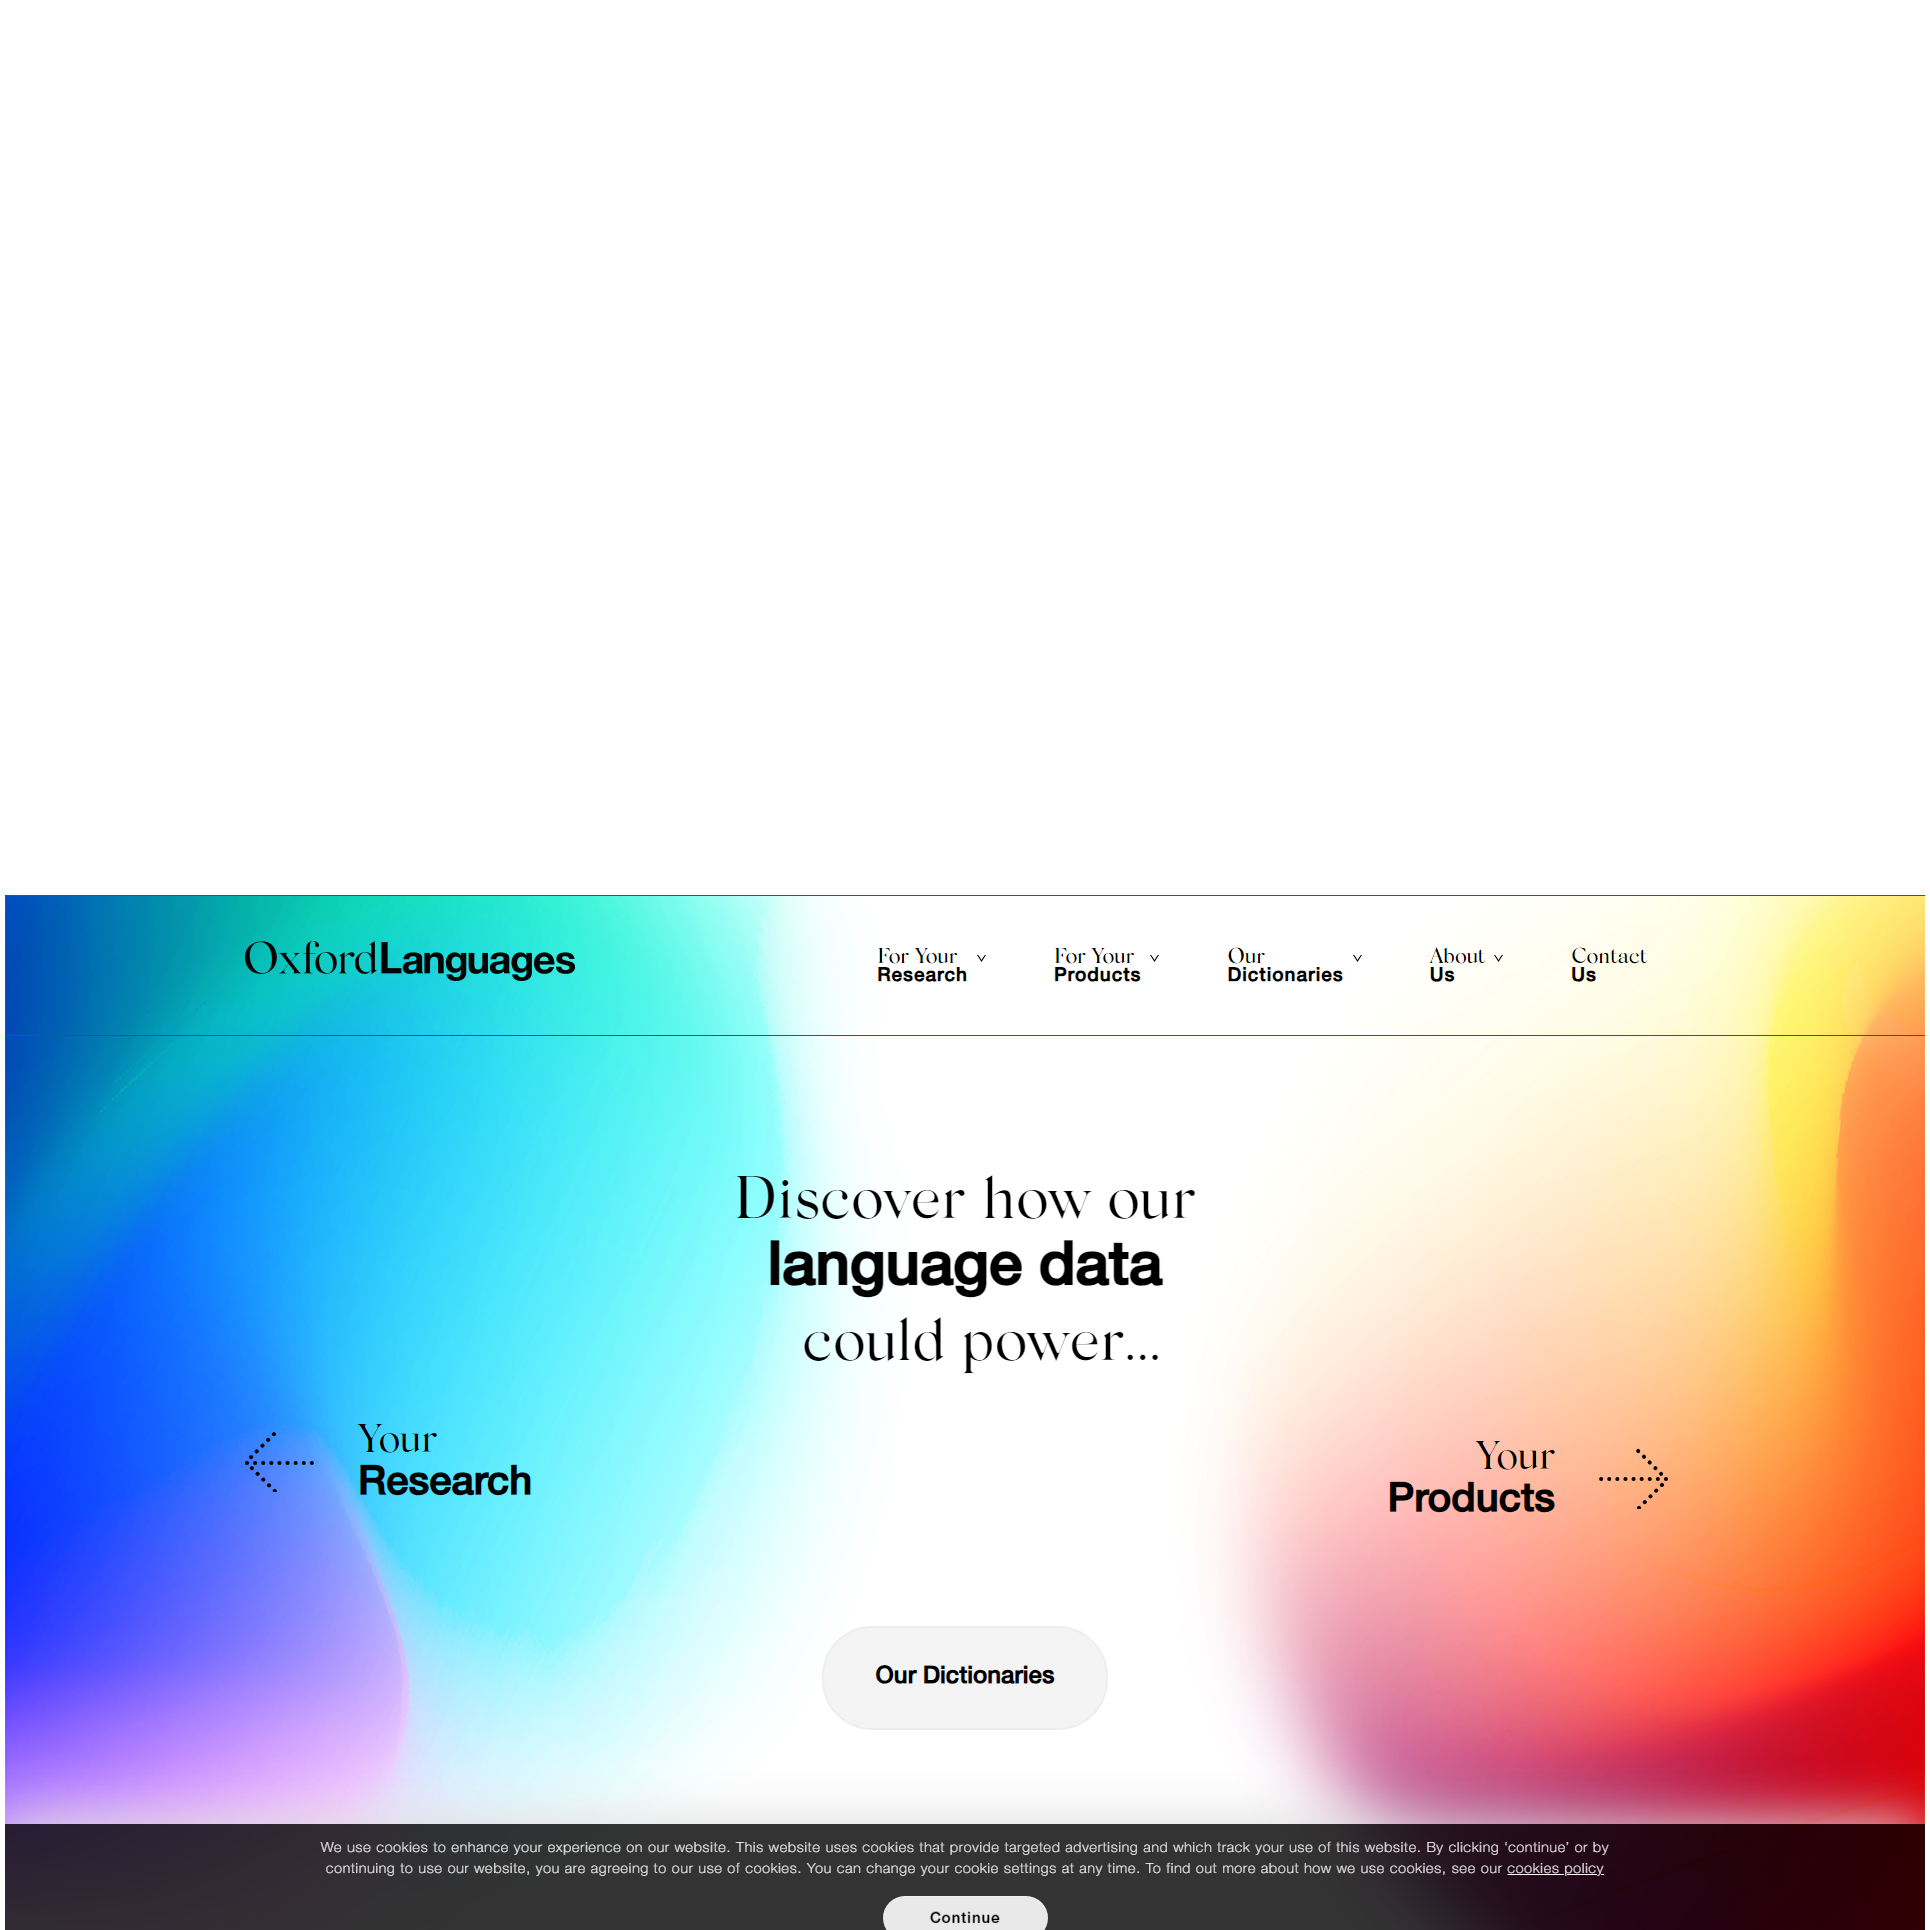 OxfordLanguages
For Your
Research
For Your
Products
Our
Dictionaries
About
Us
Contact
Us
Discover how our
language data
could power...
Your
Research
Your
Products
Our Dictionaries
We use cookies to enhance your experience on our website. This website uses cookies that provide targeted advertising and which track your use of this website. By clicking ‘continue’ or by
continuing to use our website, you are agreeing to our use of cookies. You can change your cookie settings at any time. To find out more about how we use cookies, see our cookies policy
Continue